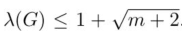 λ(G) ≤ 1 + √m + 2.